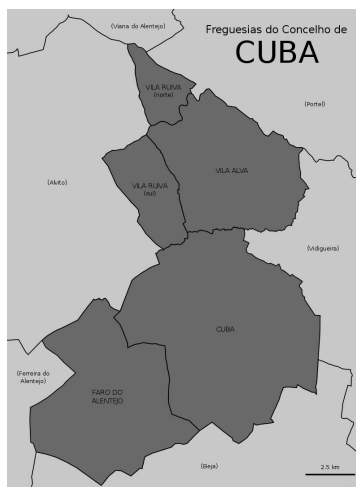 (Viana do Alentejo)
Freguesias do Concelho de
CUBA
VILA RUIVA
(norte)
(Portel)
(Alvito)
VILA RUIVA
(sul)
VILA ALVA
(Vidigueira)
CUBA
(Ferreira do
Alentejo)
FARO DO
ALENTEJO
(Beja)
2.5 km